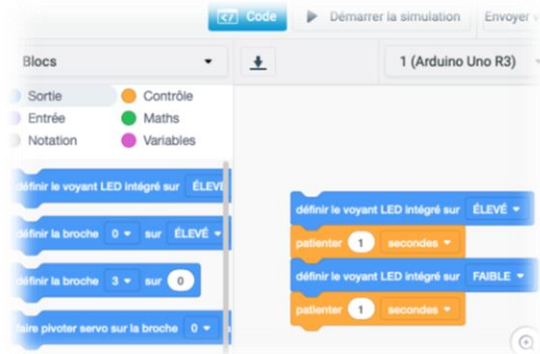 Code
Démarrer la simulation
Envoyer
Blocs
1 (Arduino Uno R3)
Sortie
Contrôle
Entrée
Maths
Notation
Variables
définir le voyant LED intégré sur ÉLEVÉ
définir la broche 0 sur ÉLEVÉ
définir la broche 3 sur 0
faire pivoter servo sur la broche 0
définir le voyant LED intégré sur ÉLEVÉ
patienter 1 secondes
définir le voyant LED intégré sur FAIBLE
patienter 1 secondes